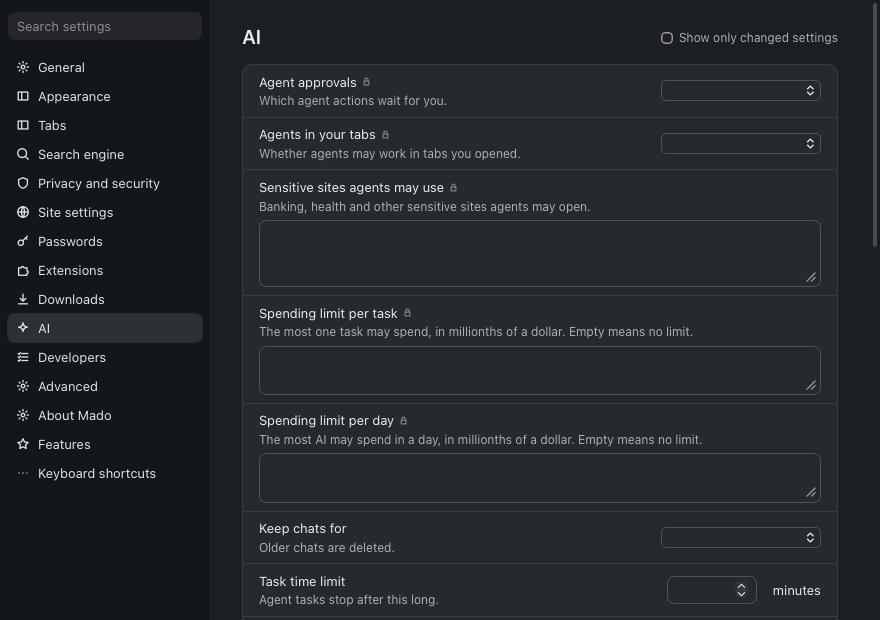 Search settings
General
Appearance
Tabs
Search engine
Privacy and security
Site settings
Passwords
Extensions
Downloads
AI
Developers
Advanced
About Mado
Features
Keyboard shortcuts
AI
Show only changed settings
Agent approvals
Which agent actions wait for you.
Agents in your tabs
Whether agents may work in tabs you opened.
Sensitive sites agents may use
Banking, health and other sensitive sites agents may open.
Spending limit per task
The most one task may spend, in millionths of a dollar. Empty means no limit.
Spending limit per day
The most AI may spend in a day, in millionths of a dollar. Empty means no limit.
Keep chats for
Older chats are deleted.
Task time limit
minutes
Agent tasks stop after this long.